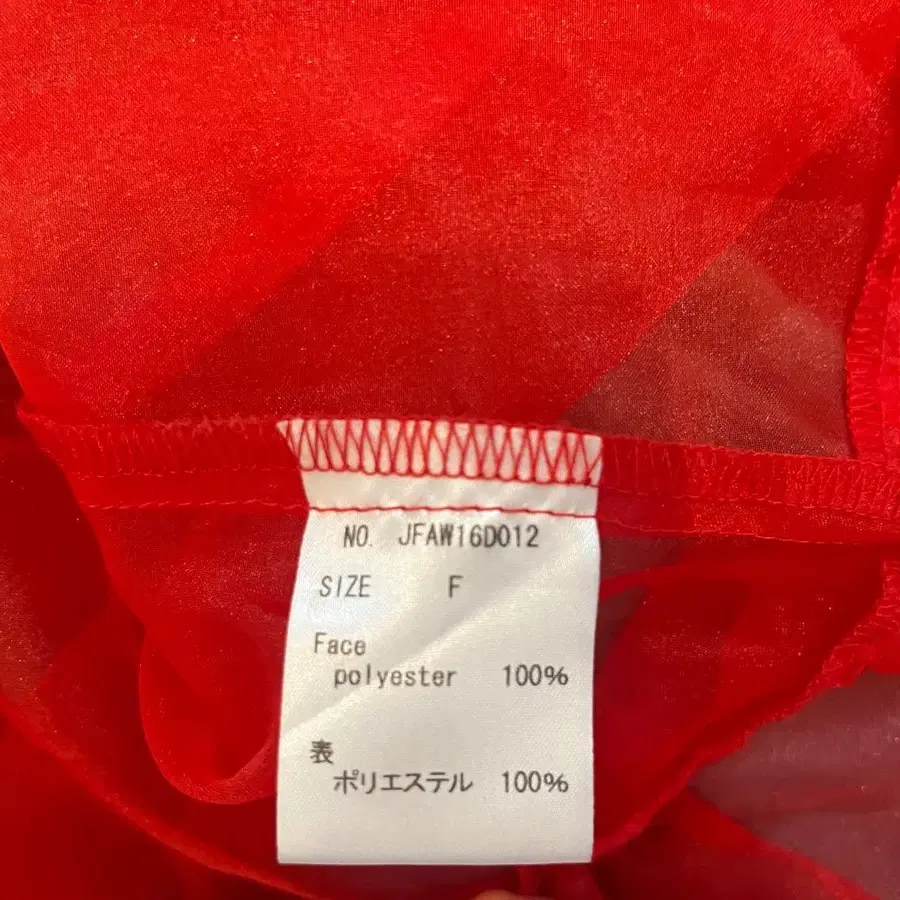 NO. JFAW16D012
SIZE F
Face
polyester 100%
表
ポリエステル 100%